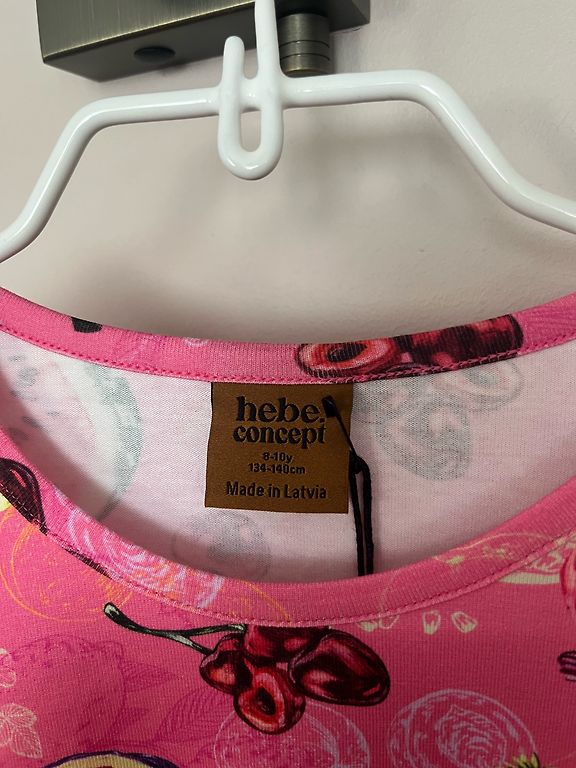 hebe.
concept
8-10y
134-140cm
Made in Latvia